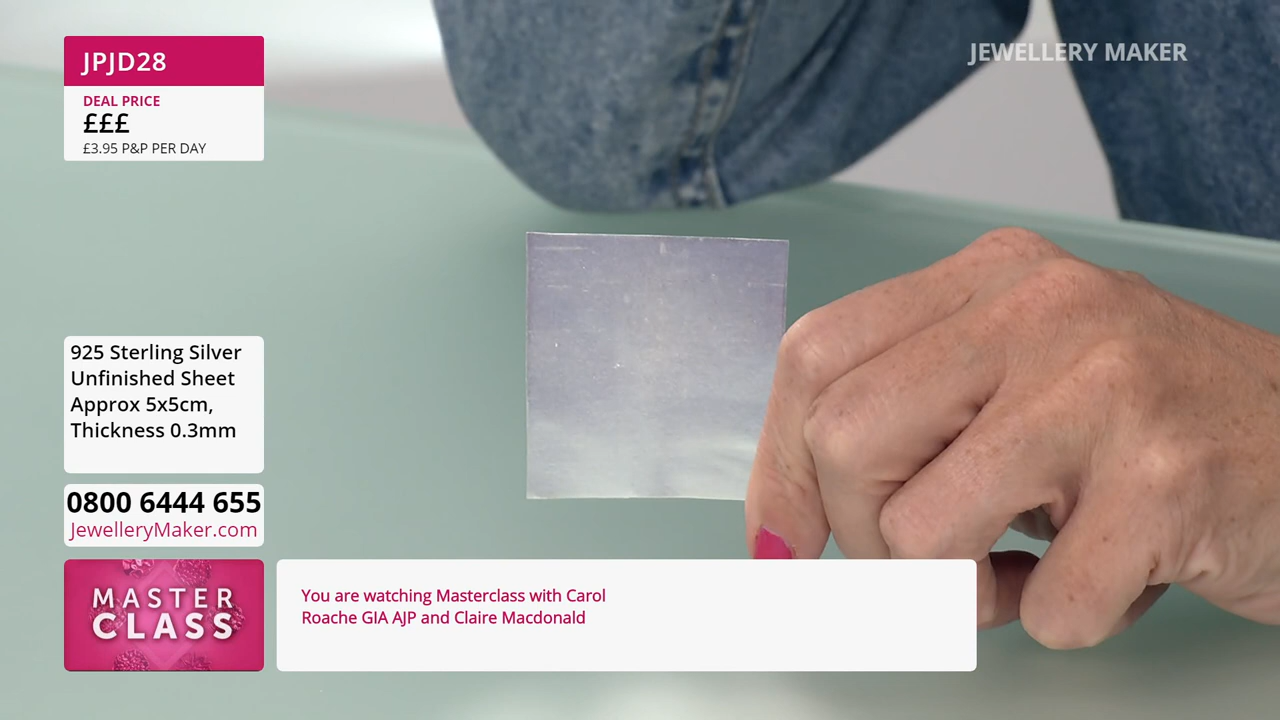 JPJD28
DEAL PRICE
£££
£3.95 P&P PER DAY
JEWELLERY MAKER
925 Sterling Silver
Unfinished Sheet
Approx 5x5cm,
Thickness 0.3mm
0800 6444 655
JewelleryMaker.com
MASTER
CLASS
You are watching Masterclass with Carol
Roache GIA AJP and Claire Macdonald